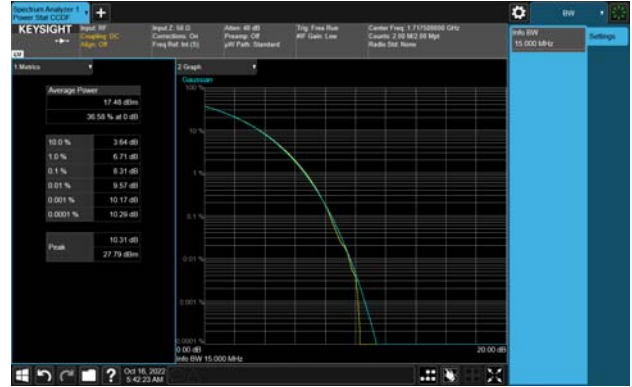 Spectrum Analyzer 1
Power Stat CCDF
KEYSIGHT
Input: RF
Coupling: DC
Align: Off
Input Z: 50 Ω
Corrections: On
Freq Ref: Int (S)
Atten: 40 dB
Preamp: Off
µW Path: Standard
Trig: Free Run
#IF Gain: Low
Center Freq: 1.717500000 GHz
Counts: 2.00 M/2.00 Mpt
Radio Std: None
BW
Info BW
15.000 MHz
Settings
1 Metrics
Average Power
17.48 dBm
36.58 % at 0 dB
10.0 % 3.64 dB
1.0 % 6.71 dB
0.1 % 8.31 dB
0.01 % 9.57 dB
0.001 % 10.17 dB
0.0001 % 10.29 dB
Peak
10.31 dB
27.79 dBm
2 Graph
Gaussian
100 %
10 %
1 %
0.1 %
0.01 %
0.001 %
0.0001 %
0.00 dB
20.00 dB
Info BW 15.000 MHz
Oct 16, 2022
5:42:23 AM